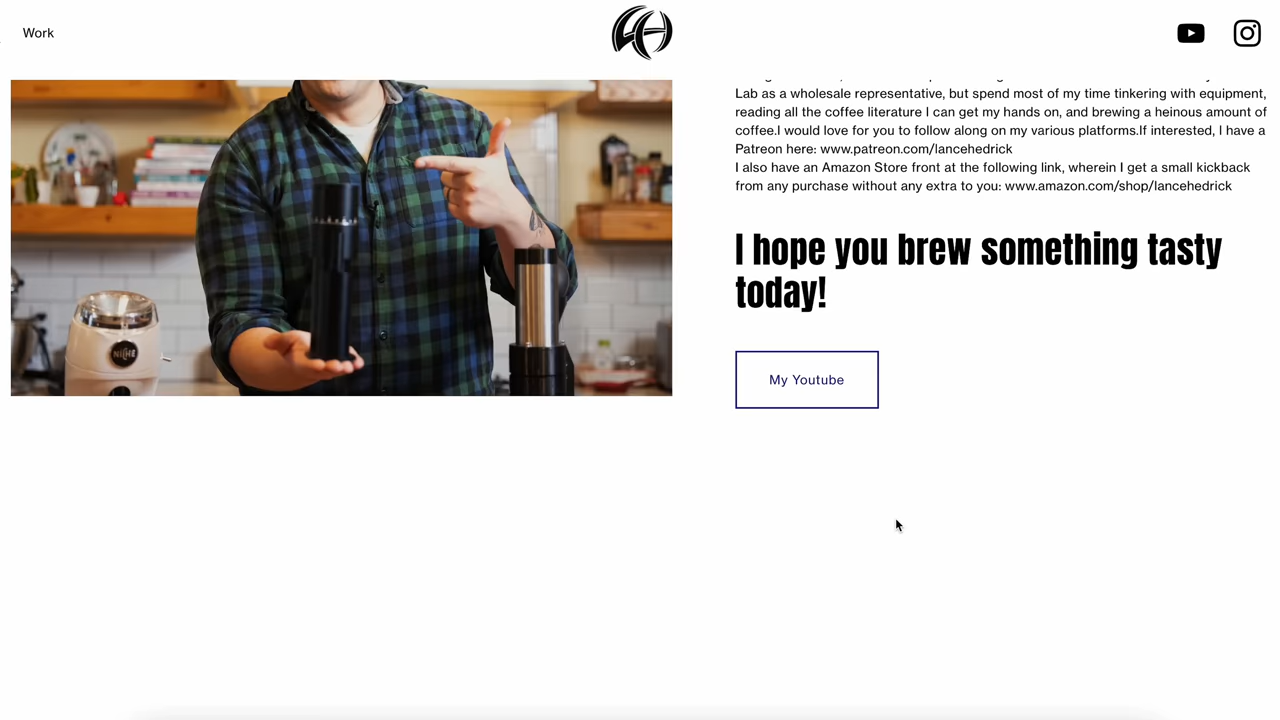 Work
Lab as a wholesale representative, but spend most of my time tinkering with equipment,
reading all the coffee literature I can get my hands on, and brewing a heinous amount of
coffee.I would love for you to follow along on my various platforms.If interested, I have a
Patreon here: www.patreon.com/lancehedrick
I also have an Amazon Store front at the following link, wherein I get a small kickback
from any purchase without any extra to you: www.amazon.com/shop/lancehedrick
I hope you brew something tasty
today!
My Youtube
NICHE